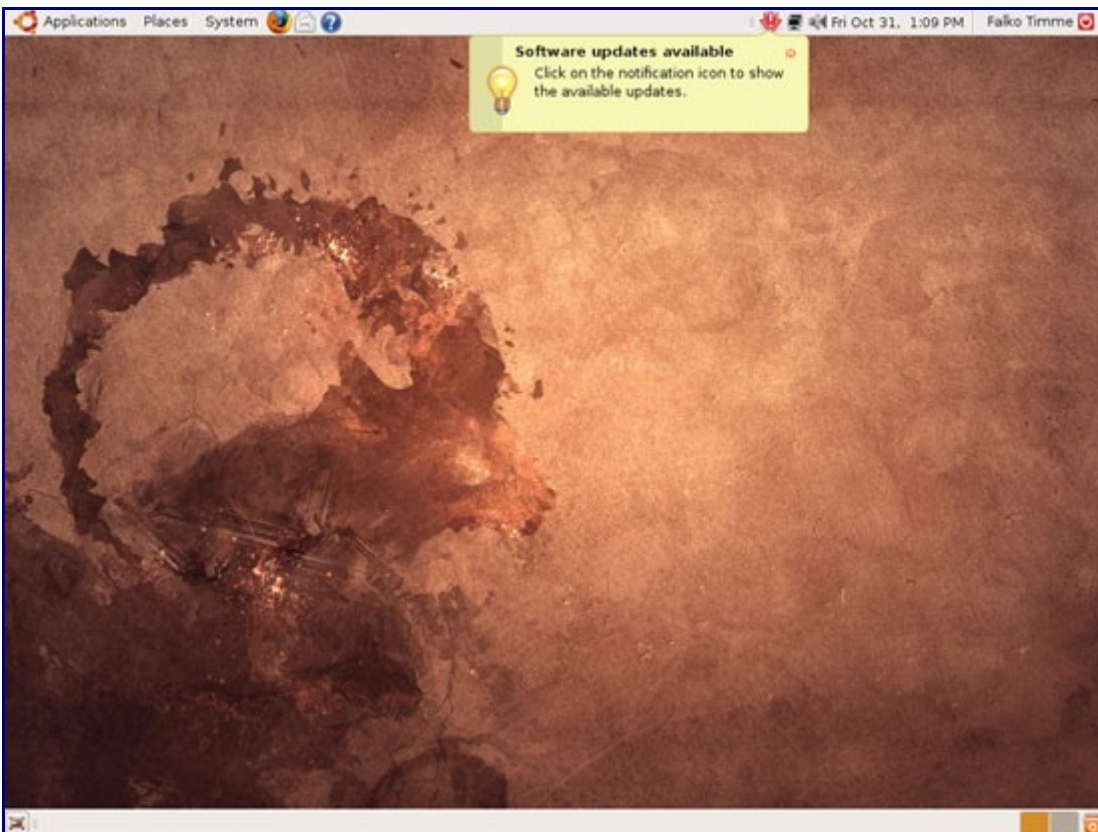 Applications Places System Fri Oct 31, 1:09 PM Falko Timme
Software updates available
Click on the notification icon to show
the available updates.